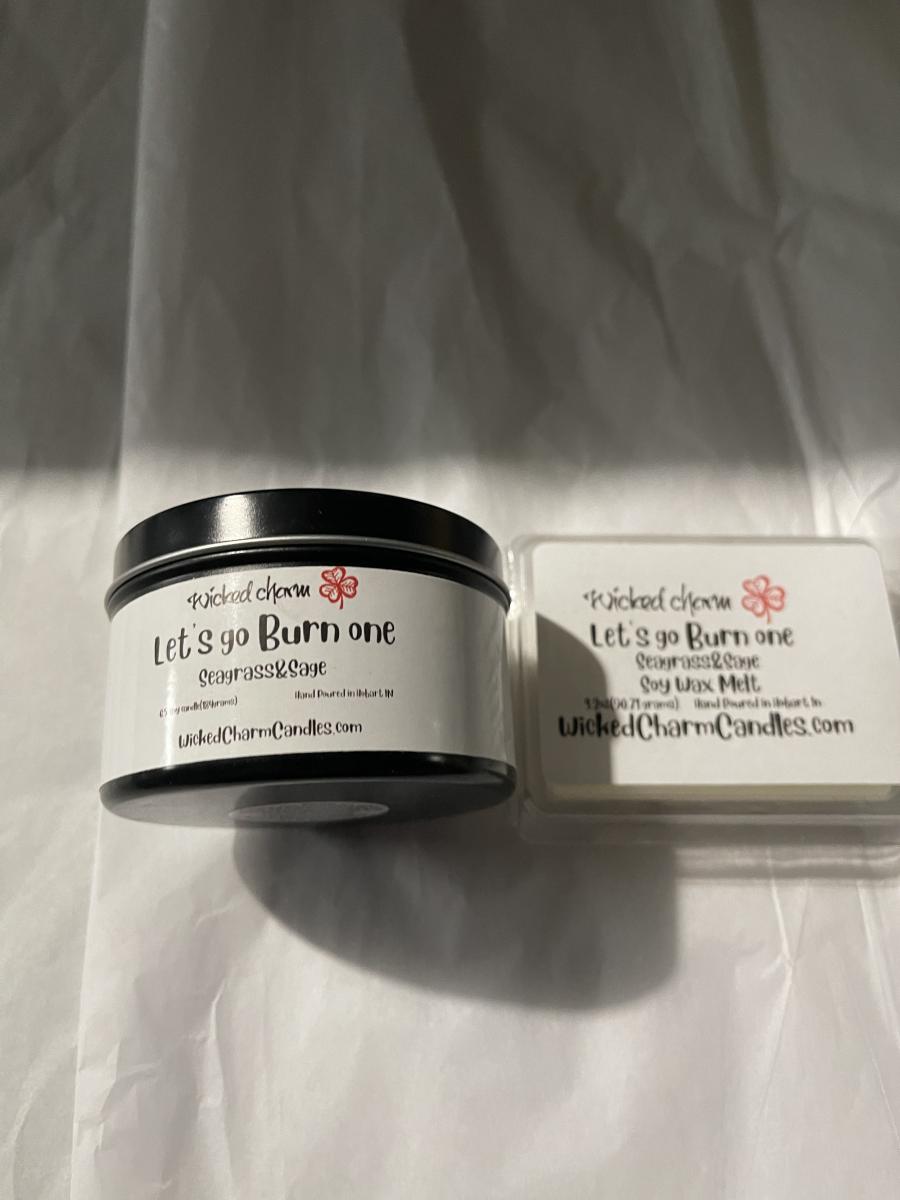 Wicked charm
Let's go Burn one
Seagrass&Sage
Hand Poured in Hobart, IN
WickedCharmCandles.com
Wicked charm
Let's go Burn one
Seagrass&Sage
Soy Wax Melt
Hand Poured in Hobart, In
WickedCharmCandles.com